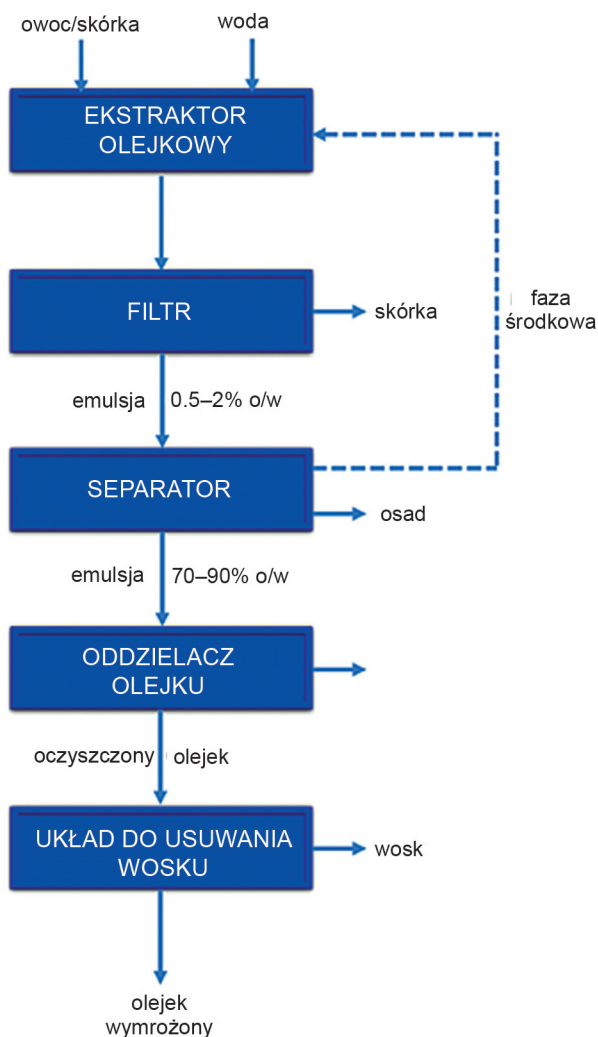 owoc/skórka
woda
EKSTRAKTOR
OLEJKOWY
FILTR
skórka
faza
środkowa
emulsja 0.5–2% o/w
SEPARATOR
osad
emulsja 70–90% o/w
ODDZIELACZ
OLEJKU
oczyszczony olejek
UKŁAD DO USUWANIA
WOSKU
wosk
olejek
wymrożony